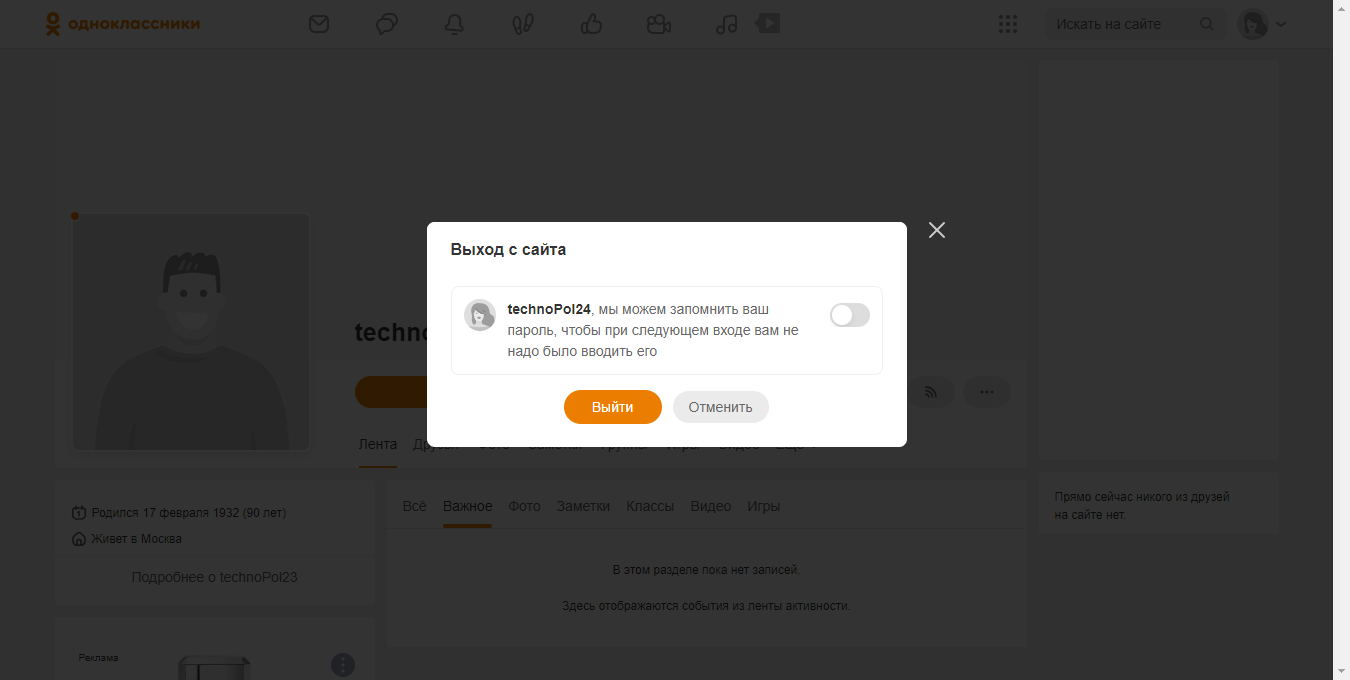 одноклассники
Искать на сайте
Выход с сайта
technoPol24, мы можем запомнить ваш
пароль, чтобы при следующем входе вам не
надо было вводить его
Выйти
Отменить
techno
Лента
Родился 17 февраля 1932 (90 лет)
Живет в Москва
Подробнее о technoPol23
Реклама
Всё Важное Фото Заметки Классы Видео Игры
В этом разделе пока нет записей.
Здесь отображаются события из ленты активности.
Прямо сейчас никого из друзей
на сайте нет.